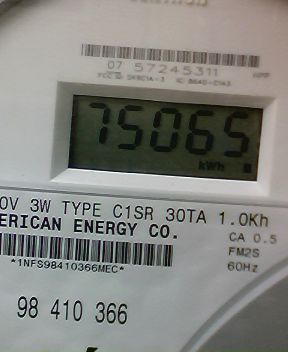 07 57245311
75065
kWh
0V 3W TYPE C1SR 30TA 1.0Kh
ERICAN ENERGY CO.
CA 0.5
FM2S
*1NFS98410366MEC*
60Hz
98 410 366